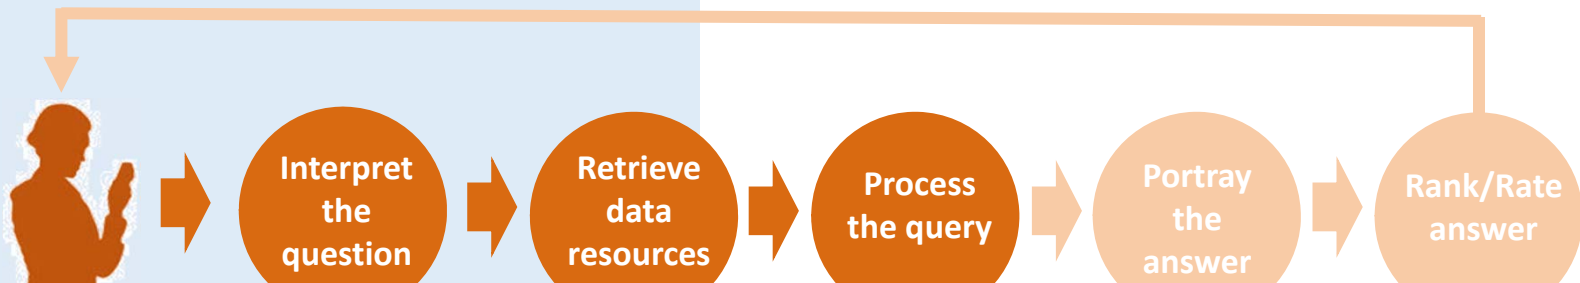 Interpret
the
question
Retrieve
data
resources
Process
the query
Portray
the
answer
Rank/Rate
answer